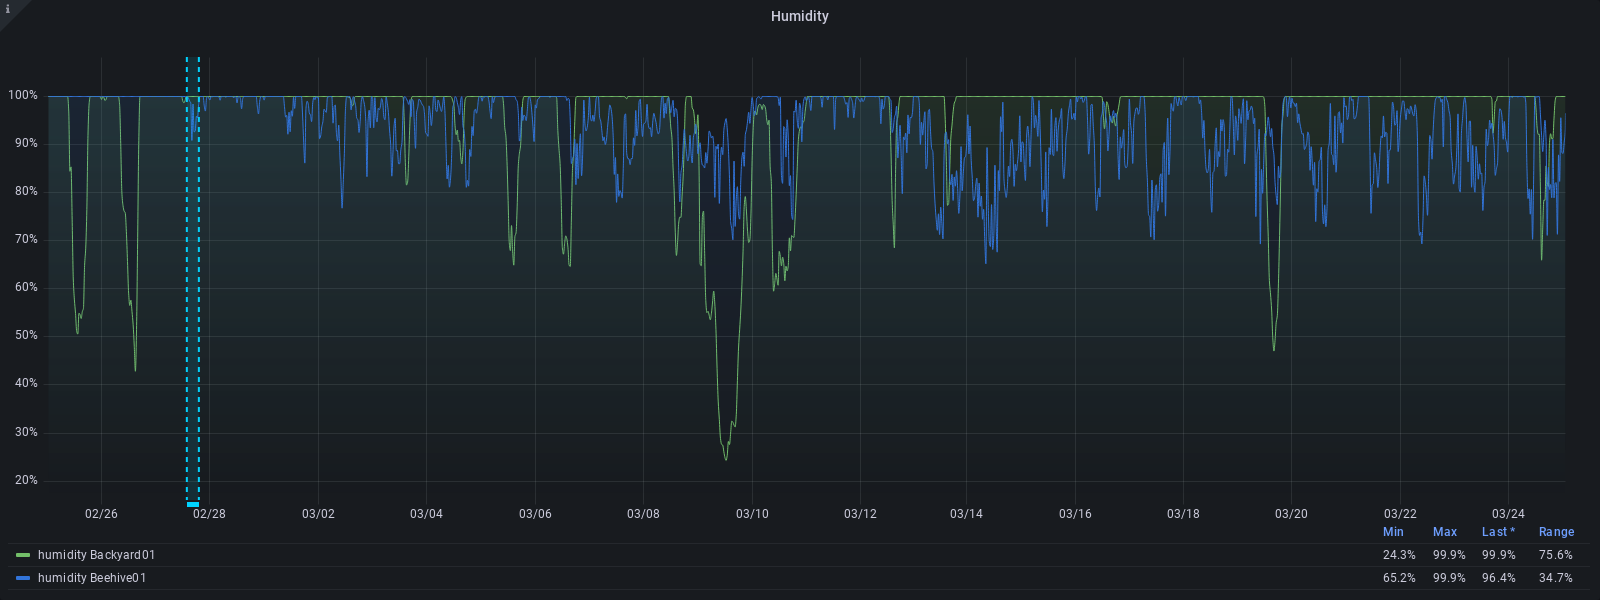 i
Humidity
100%
90%
80%
70%
60%
50%
40%
30%
20%
02/26 02/28 03/02 03/04 03/06 03/08 03/10 03/12 03/14 03/16 03/18 03/20 03/22 03/24
Min Max Last * Range
humidity Backyard01 24.3% 99.9% 99.9% 75.6%
humidity Beehive01 65.2% 99.9% 96.4% 34.7%